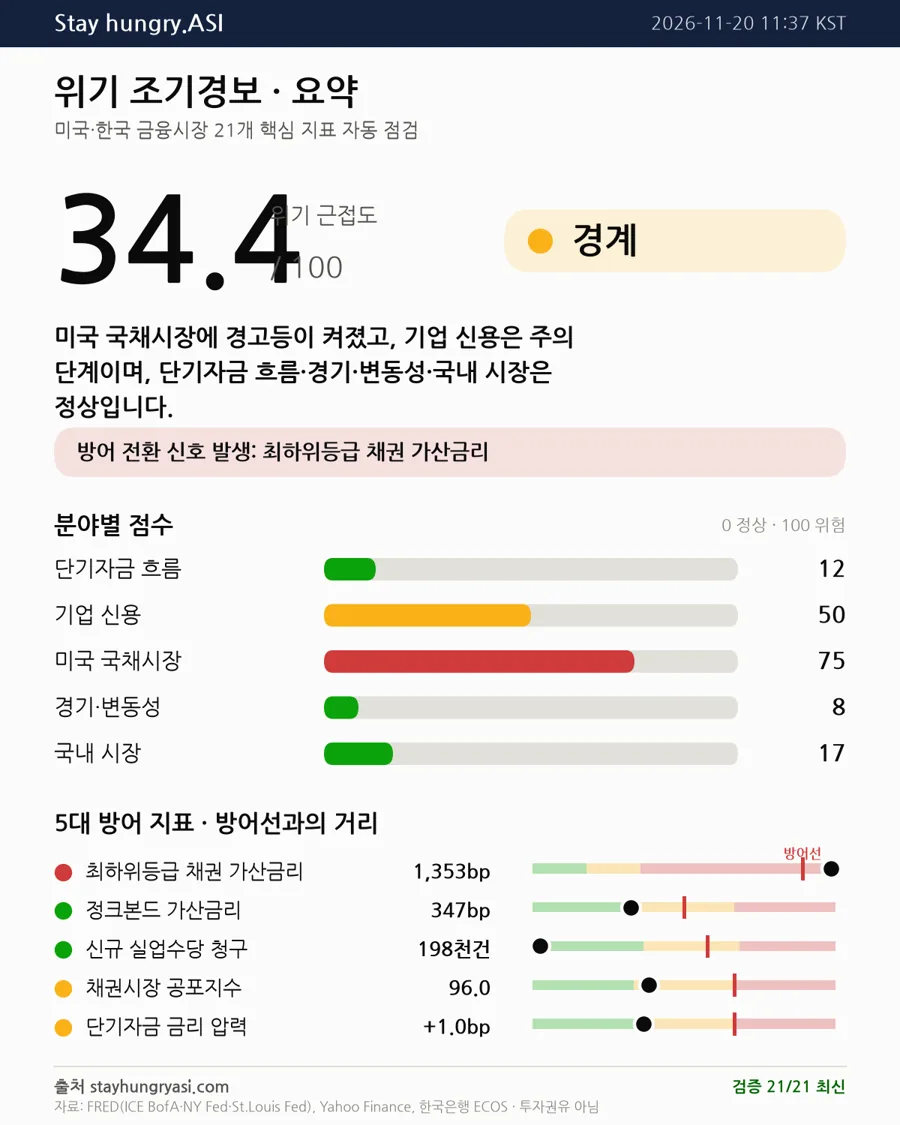 Stay hungry.ASI
2026-11-20 11:37 KST
위기 조기경보 · 요약
미국·한국 금융시장 21개 핵심 지표 자동 점검
34.4
위기 근접도
/ 100
경계
미국 국채시장에 경고등이 켜졌고, 기업 신용은 주의
단계이며, 단기자금 흐름·경기·변동성·국내 시장은
정상입니다.
방어 전환 신호 발생: 최하위등급 채권 가산금리
분야별 점수
0 정상 · 100 위험
단기자금 흐름 12
기업 신용 50
미국 국채시장 75
경기·변동성 8
국내 시장 17
5대 방어 지표 · 방어선과의 거리
방어선
최하위등급 채권 가산금리 1,353bp
정크본드 가산금리 347bp
신규 실업수당 청구 198천건
채권시장 공포지수 96.0
단기자금 금리 압력 +1.0bp
출처 stayhungryasi.com
검증 21/21 최신
자료: FRED(ICE BofA·NY Fed·St.Louis Fed), Yahoo Finance, 한국은행 ECOS · 투자권유 아님